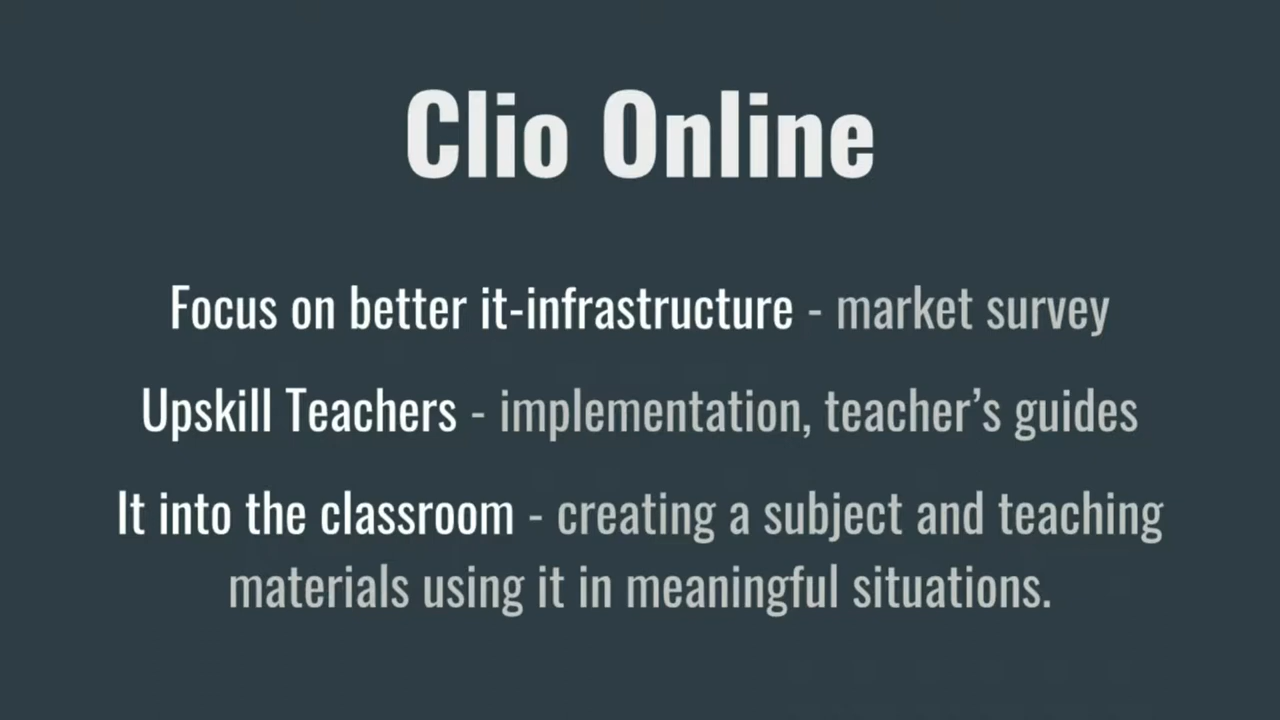 Clio Online
Focus on better it-infrastructure - market survey
Upskill Teachers - implementation, teacher’s guides
It into the classroom - creating a subject and teaching
materials using it in meaningful situations.